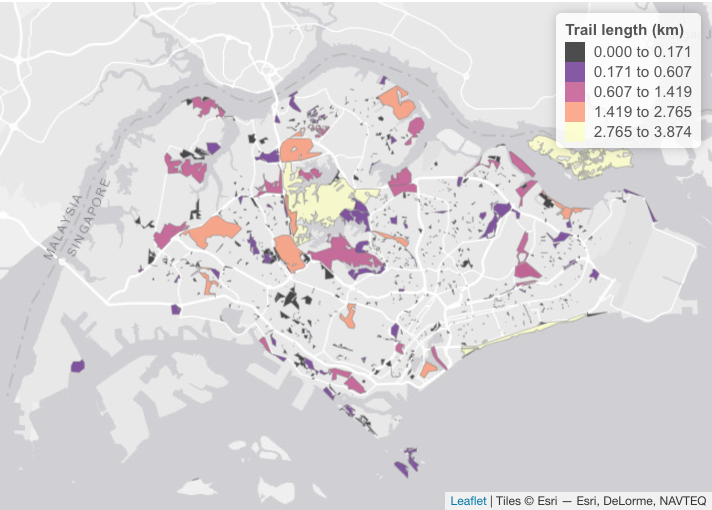 Trail length (km)
0.000 to 0.171
0.171 to 0.607
0.607 to 1.419
1.419 to 2.765
2.765 to 3.874
MALAYSIA
SINGAPORE
Leaflet | Tiles © Esri — Esri, DeLorme, NAVTEQ